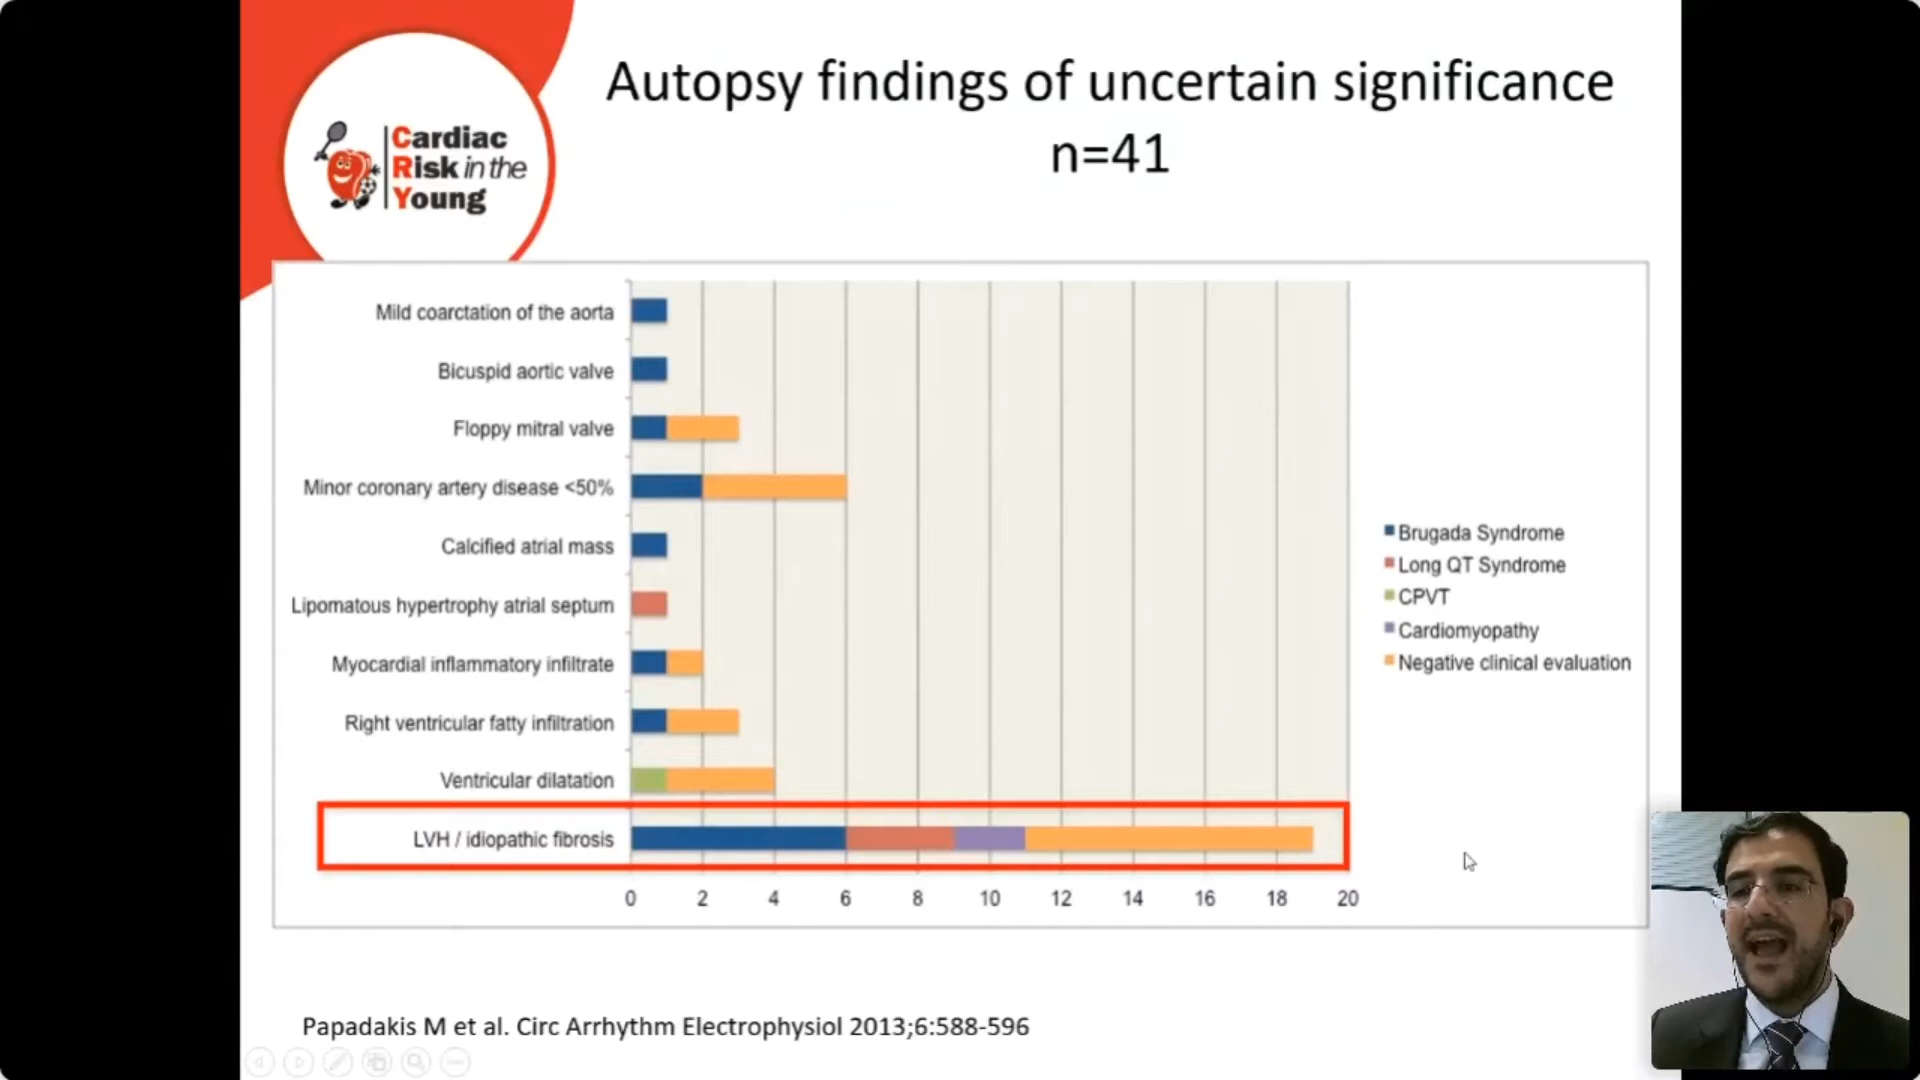 Cardiac
Risk in the
Young
Autopsy findings of uncertain significance
n=41
Mild coarctation of the aorta
Bicuspid aortic valve
Floppy mitral valve
Minor coronary artery disease <50%
Calcified atrial mass
Lipomatous hypertrophy atrial septum
Myocardial inflammatory infiltrate
Right ventricular fatty infiltration
Ventricular dilatation
LVH / idiopathic fibrosis
0 2 4 6 8 10 12 14 16 18 20
Brugada Syndrome
Long QT Syndrome
CPVT
Cardiomyopathy
Negative clinical evaluation
Papadakis M et al. Circ Arrhythm Electrophysiol 2013;6:588-596